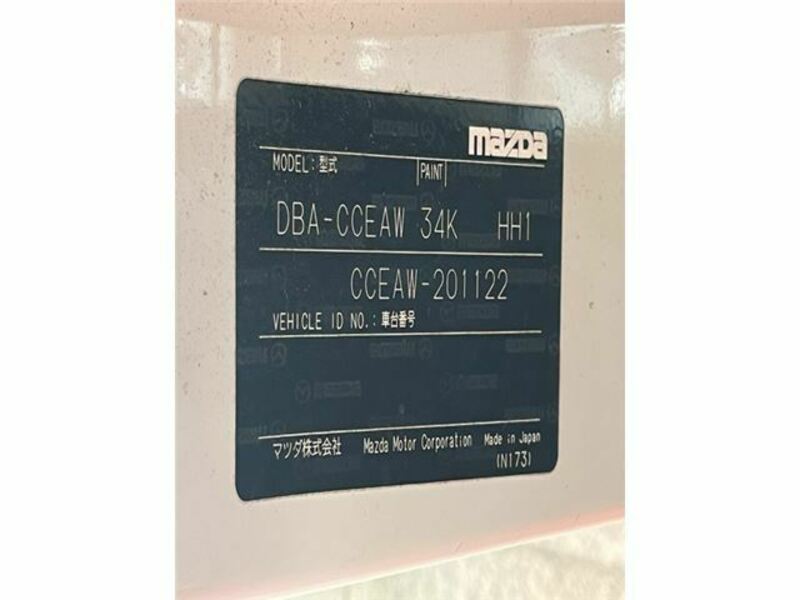 mazda
MODEL:型式 PAINT
DBA-CCEAW 34K HH1
CCEAW-201122
VEHICLE ID NO.:車台番号
マツダ株式会社 Mazda Motor Corporation Made in Japan
(N173)